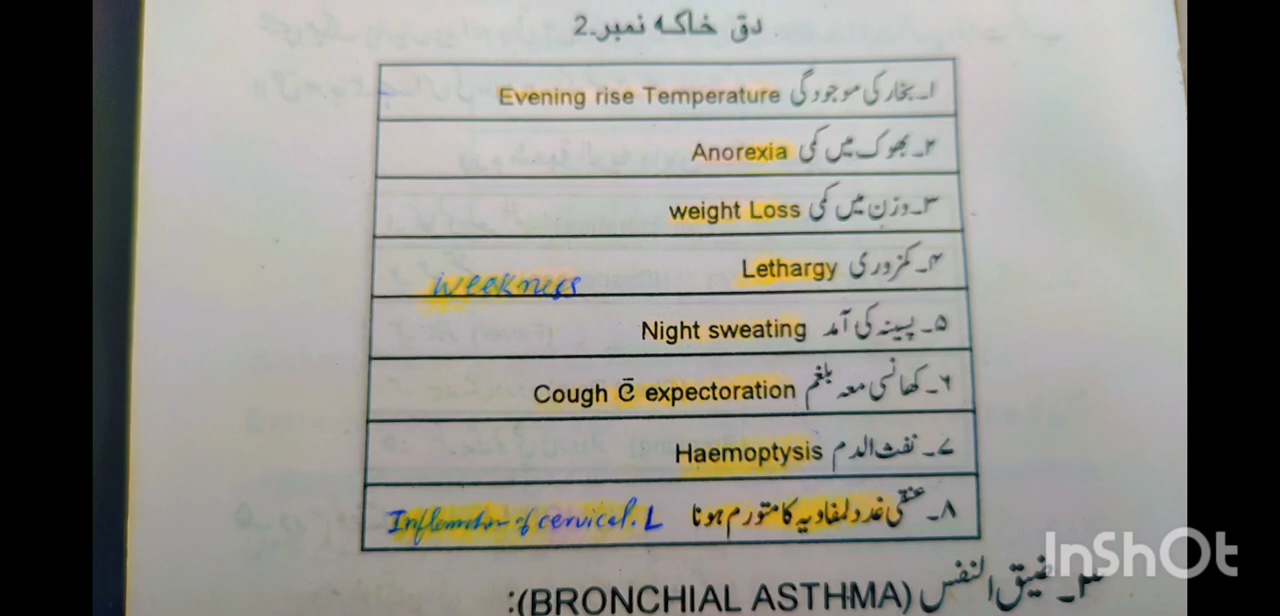 دق خاکہ نمبر۔2
۱۔ بخار کی موجودگی Evening rise Temperature
۲۔ بھوک میں کمی Anorexia
۳۔ وزن میں کمی weight Loss
۴۔ کمزوری Lethargy Weekness
۵۔ پسینہ کی آمد Night sweating
۶۔ کھانسی معہ بلغم Cough c̄ expectoration
۷۔ نفث الدم Haemoptysis
۸۔ عنقی غدد لمفاویہ کا متورم ہونا of cervical. L
۳۔ ضیق النفس (BRONCHIAL ASTHMA):
InShOt